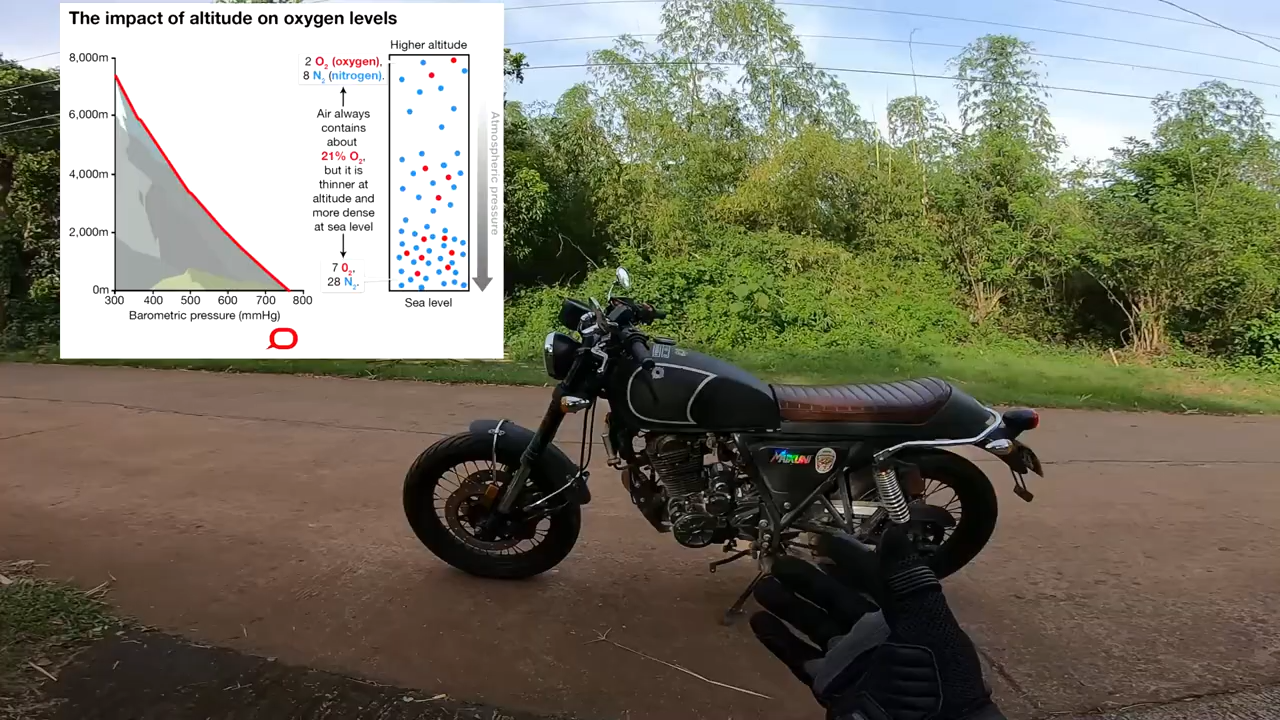 The impact of altitude on oxygen levels
8,000m
6,000m
4,000m
2,000m
0m
300
400
500
600
700
800
Barometric pressure (mmHg)
2 O₂ (oxygen),
8 N₂ (nitrogen).
Air always
contains
about
21% O₂,
but it is
thinner at
altitude and
more dense
at sea level
7 O₂,
28 N₂.
Higher altitude
Sea level
Atmospheric pressure
MAIKUNI